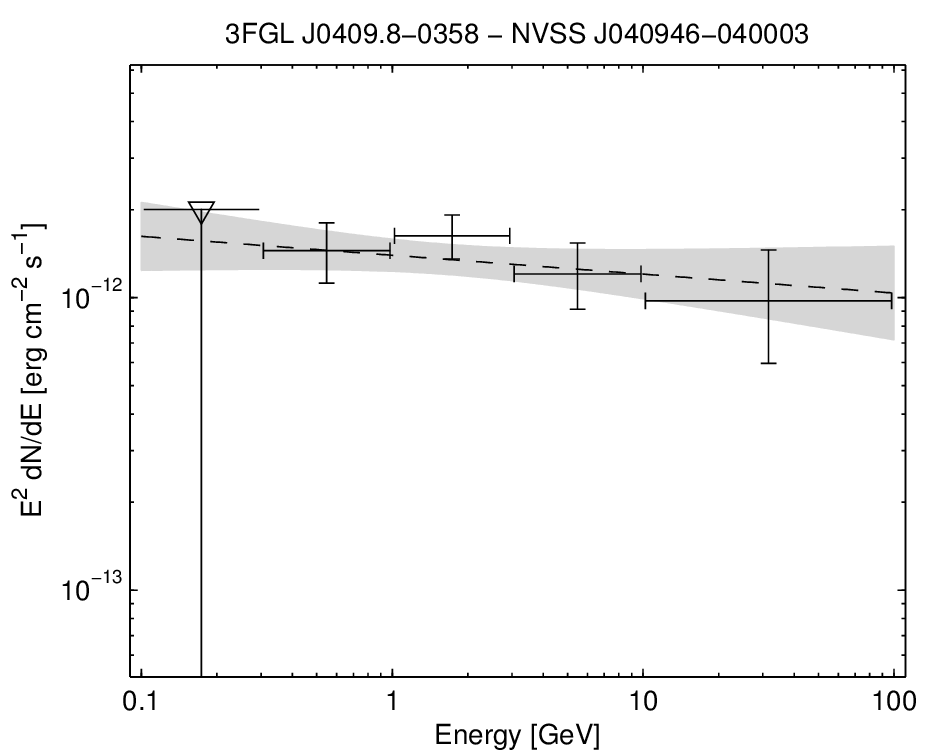 3FGL J0409.8−0358 − NVSS J040946−040003
E² dN/dE [erg cm⁻² s⁻¹]
10⁻¹²
10⁻¹³
0.1 1 10 100
Energy [GeV]